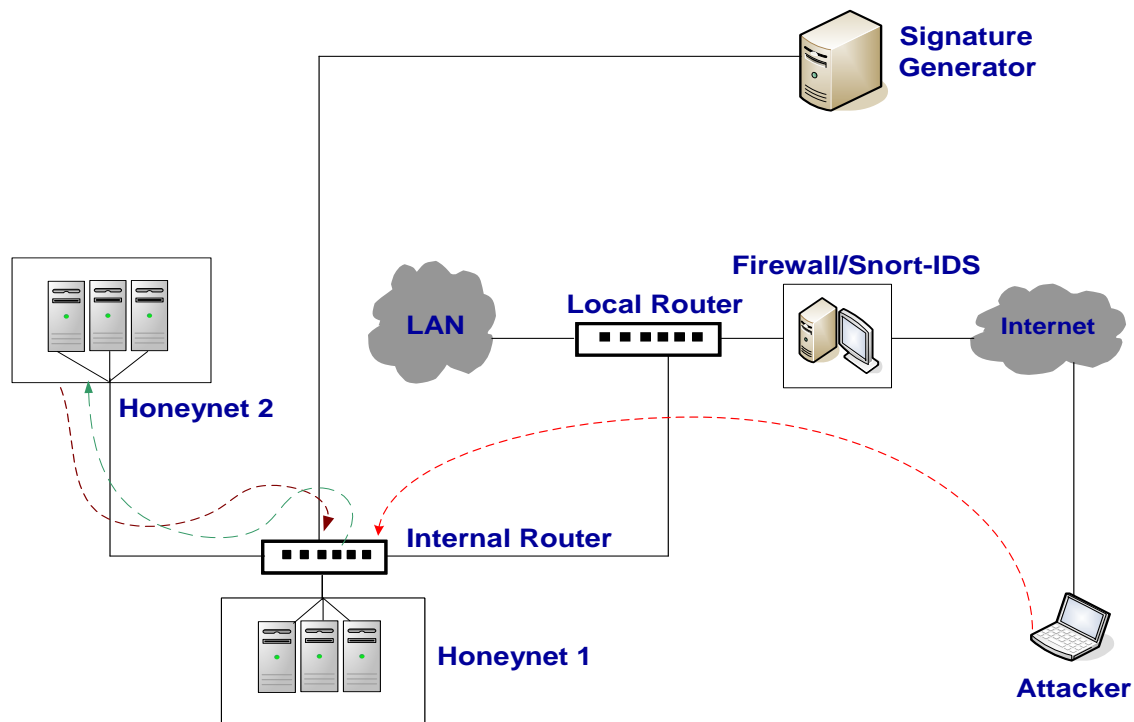 Signature
Generator
Firewall/Snort-IDS
Local Router
LAN
Internet
Honeynet 2
Internal Router
Honeynet 1
Attacker